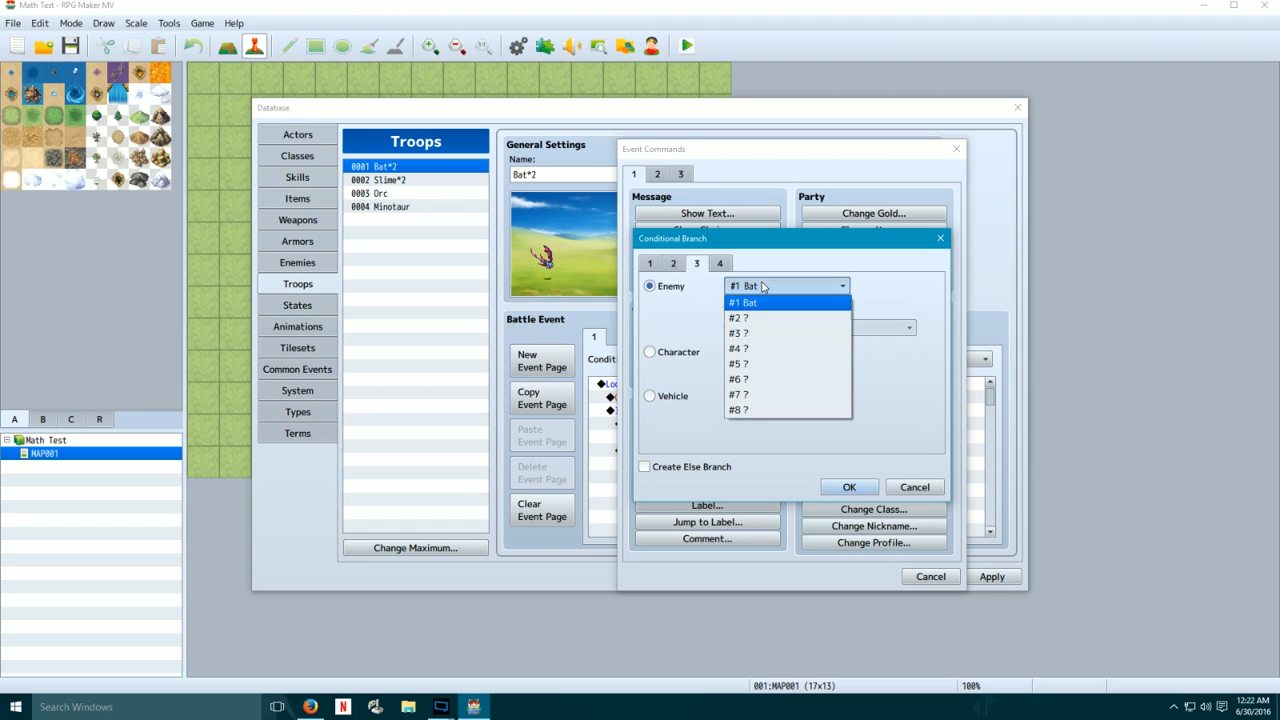 Math Test - RPG Maker MV
File Edit Mode Draw Scale Tools Game Help
Database
Actors
Classes
Skills
Items
Weapons
Armors
Enemies
Troops
States
Animations
Tilesets
Common Events
System
Types
Terms
Troops
0001 Bat*2
0002 Slime*2
0003 Orc
0004 Minotaur
Change Maximum...
General Settings
Name:
Bat*2
Battle Event
1
New
Event Page
Copy
Event Page
Paste
Event Page
Delete
Event Page
Clear
Event Page
Event Commands
1 2 3
Message
Show Text...
Party
Change Gold...
Conditional Branch
1 2 3 4
Enemy
#1 Bat
#1 Bat
#2 ?
#3 ?
#4 ?
#5 ?
#6 ?
#7 ?
#8 ?
Character
Vehicle
Create Else Branch
OK Cancel
Label...
Jump to Label...
Comment...
Change Class...
Change Nickname...
Change Profile...
Cancel Apply
A B C R
Math Test
MAP001
001:MAP001 (17x13) 100%
Search Windows
12:22 AM
6/30/2016